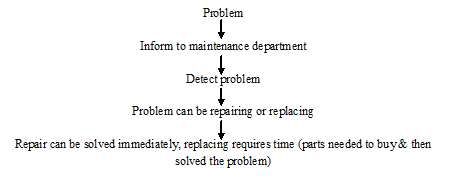 Problem
Inform to maintenance department
Detect problem
Problem can be repairing or replacing
Repair can be solved immediately, replacing requires time (parts needed to buy& then
solved the problem)